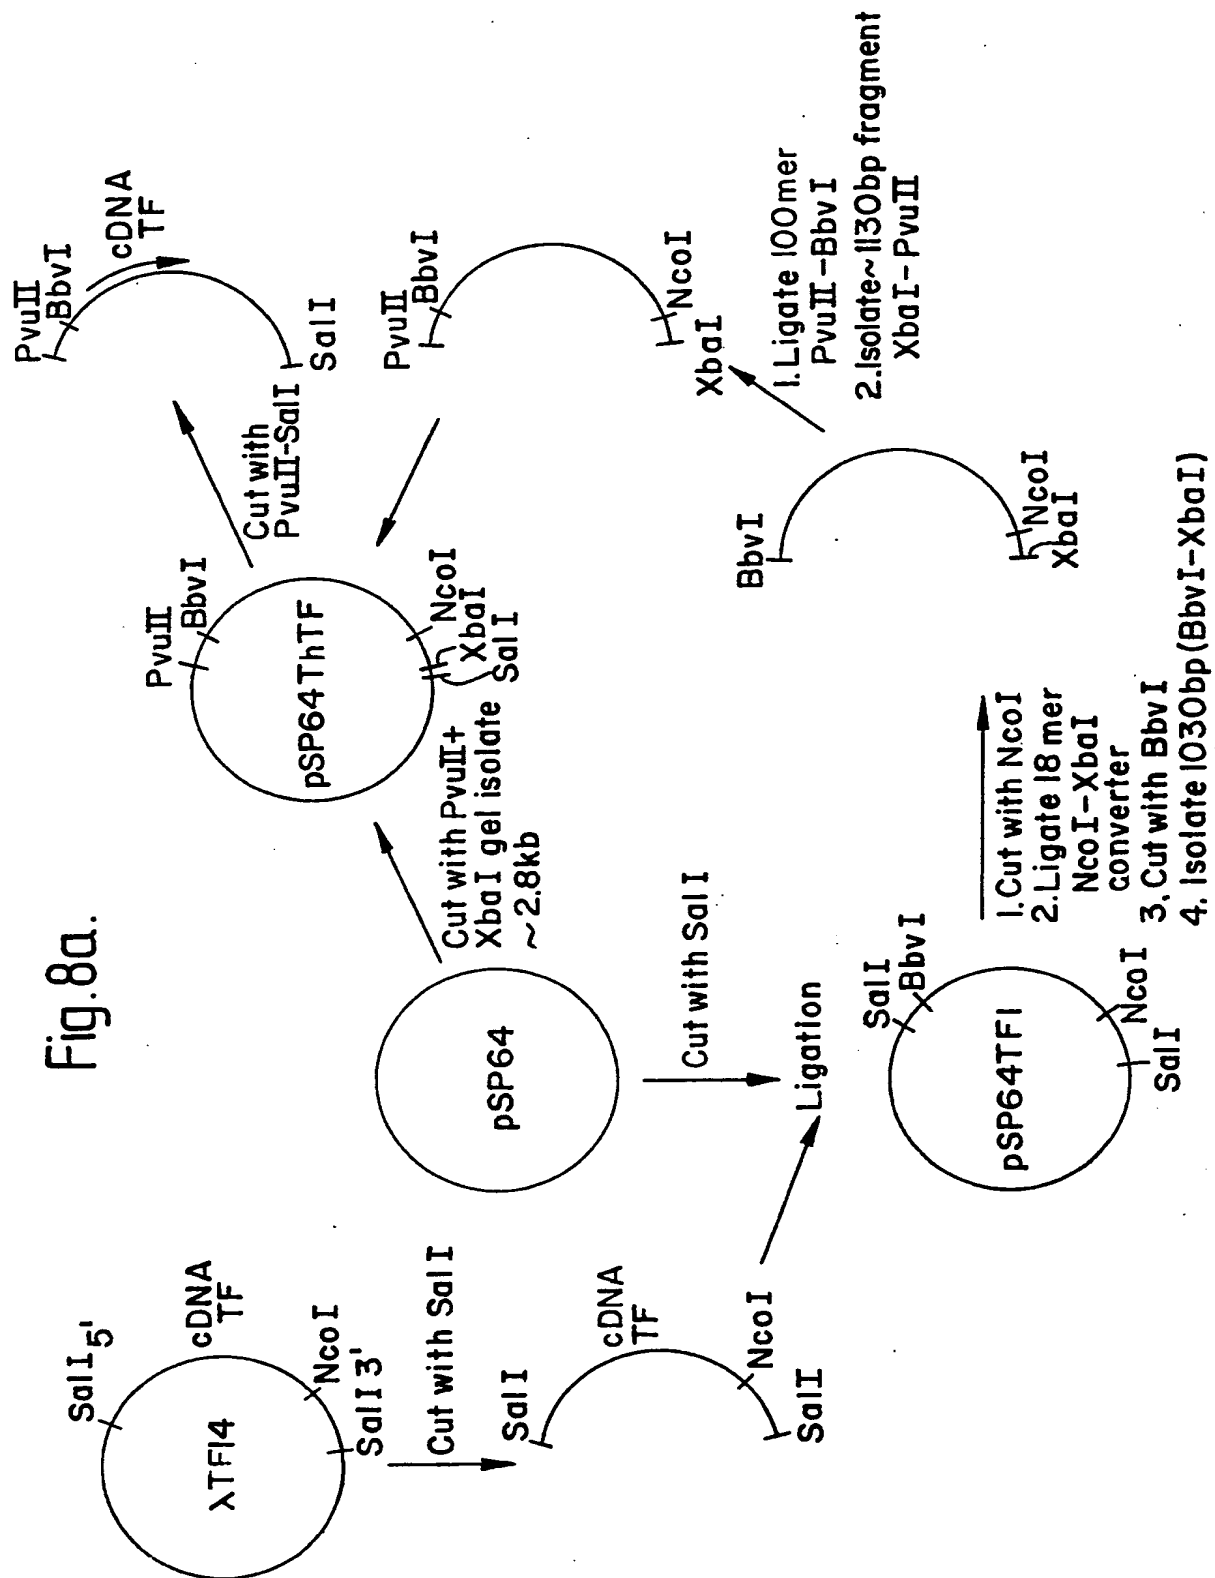 Fig.8a.
SalI 5'
cDNA
TF
λTF14
NcoI
SalI 3'
Cut with SalI
SalI
cDNA
TF
NcoI
SalI
pSP64
Cut with SalI
Ligation
SalI
BbvI
pSP64TF1
NcoI
SalI
1. Cut with NcoI
2. Ligate 18 mer
NcoI-XbaI
converter
3. Cut with BbvI
4. Isolate 1030bp (BbvI-XbaI)
BbvI
NcoI
XbaI
1. Ligate 100mer
PvuII-BbvI
2. Isolate ~1130bp fragment
XbaI-PvuII
PvuII
BbvI
NcoI
XbaI
Cut with PvuII+
XbaI gel isolate
~2.8kb
PvuII
BbvI
pSP64ThTF
NcoI
XbaI
SalI
Cut with
PvuII-SalI
PvuII
BbvI
cDNA
TF
SalI